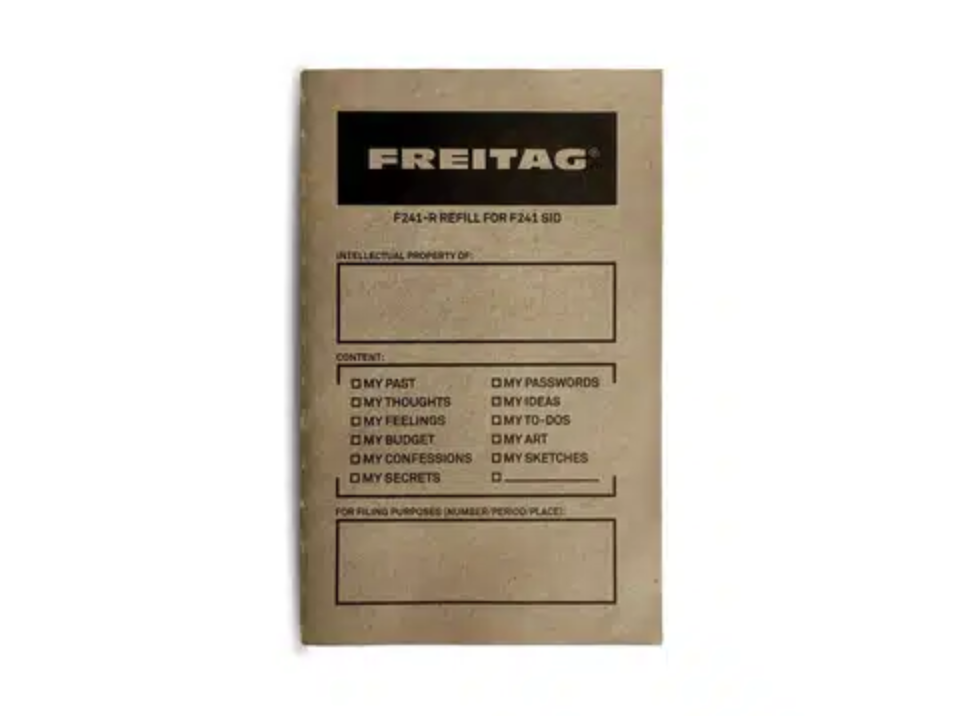 FREITAG®
F241-R REFILL FOR F241 SID
INTELLECTUAL PROPERTY OF:
CONTENT:
MY PAST
MY PASSWORDS
MY THOUGHTS
MY IDEAS
MY FEELINGS
MY TO-DOS
MY BUDGET
MY ART
MY CONFESSIONS
MY SKETCHES
MY SECRETS
FOR FILING PURPOSES (NUMBER/PERIOD/PLACE):